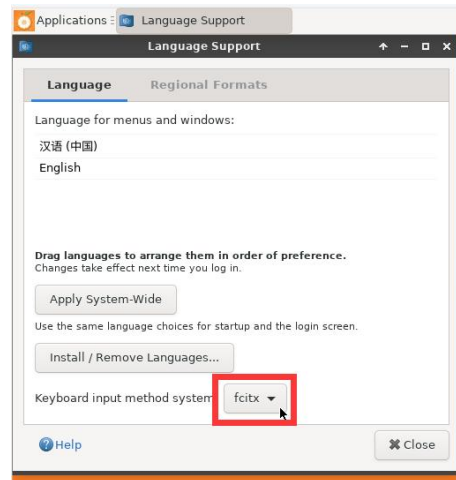 Applications Language Support
Language Support
Language Regional Formats
Language for menus and windows:
汉语 (中国)
English
Drag languages to arrange them in order of preference.
Changes take effect next time you log in.
Apply System-Wide
Use the same language choices for startup and the login screen.
Install / Remove Languages...
Keyboard input method system fcitx
Help Close